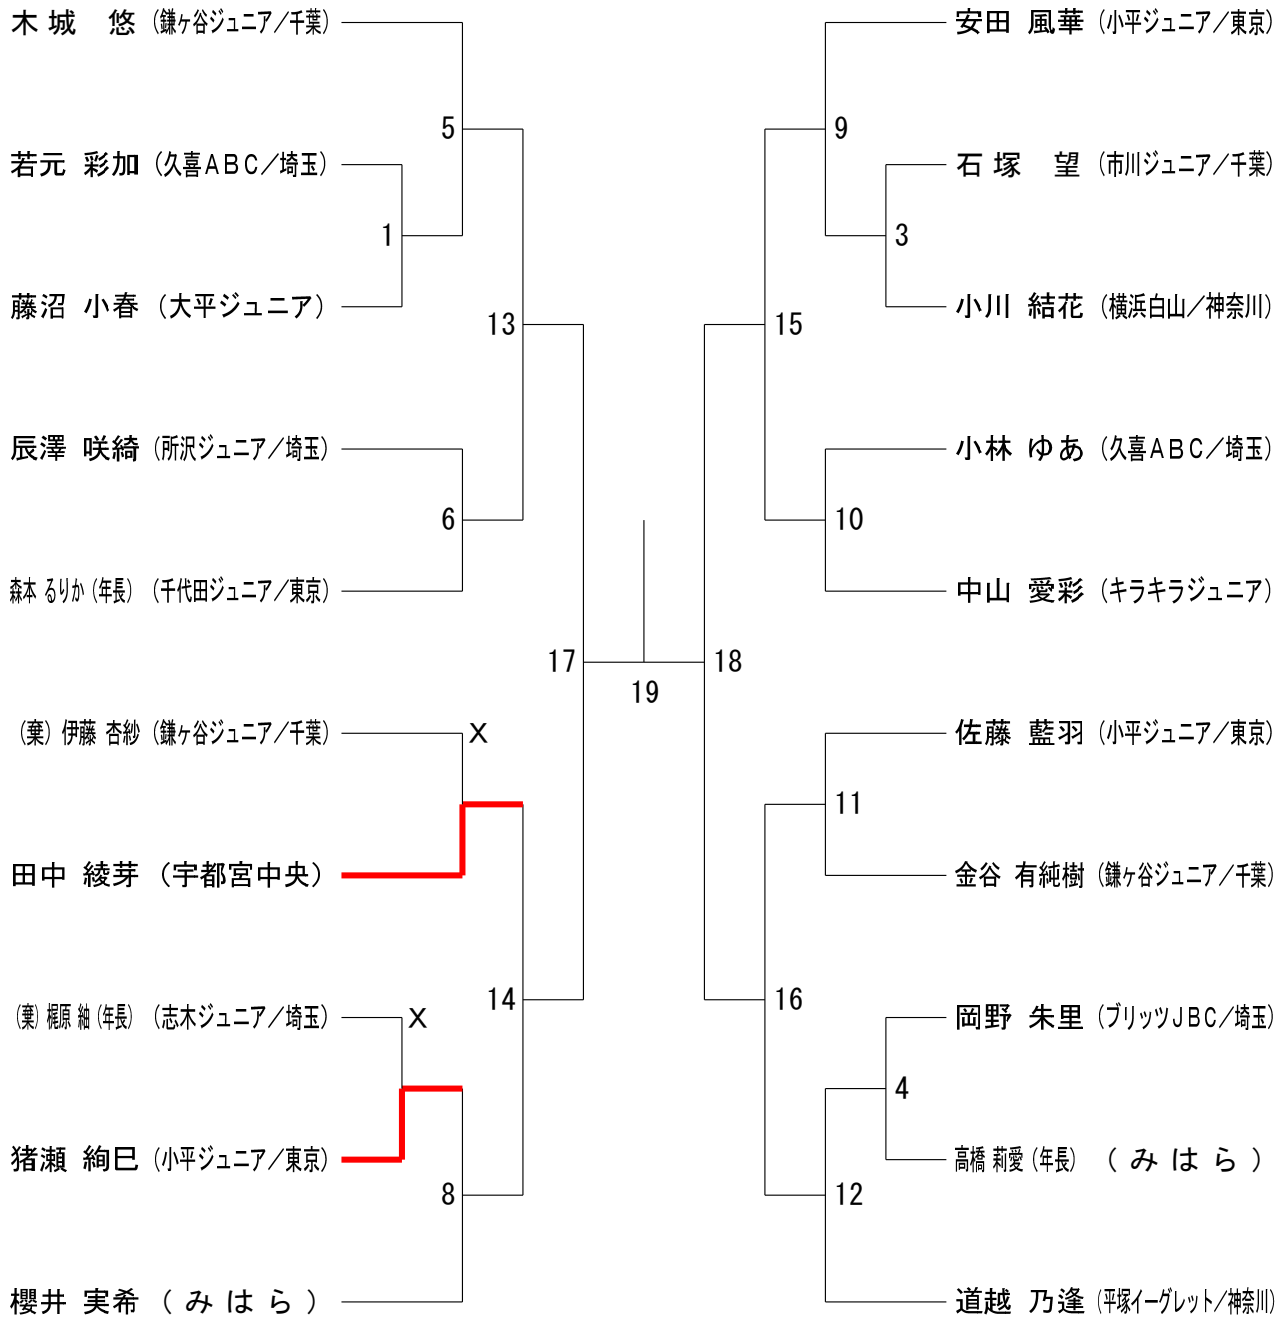 木城 悠 (鎌ヶ谷ジュニア／千葉)
5
若元 彩加 (久喜ＡＢＣ／埼玉)
1
藤沼 小春 (大平ジュニア)
13
辰澤 咲綺 (所沢ジュニア／埼玉)
6
森本 るりか (年長) (千代田ジュニア／東京)
17
(棄) 伊藤 杏紗 (鎌ヶ谷ジュニア／千葉)
X
田中 綾芽 (宇都宮中央)
14
(棄) 梶原 紬 (年長) (志木ジュニア／埼玉)
X
猪瀬 絢巳 (小平ジュニア／東京)
8
櫻井 実希 (みはら)
19
安田 風華 (小平ジュニア／東京)
9
石塚 望 (市川ジュニア／千葉)
3
小川 結花 (横浜白山／神奈川)
15
小林 ゆあ (久喜ＡＢＣ／埼玉)
10
中山 愛彩 (キラキラジュニア)
18
佐藤 藍羽 (小平ジュニア／東京)
11
金谷 有純樹 (鎌ヶ谷ジュニア／千葉)
16
岡野 朱里 (ブリッツＪＢＣ／埼玉)
4
高橋 莉愛 (年長) (みはら)
12
道越 乃逢 (平塚イーグレット／神奈川)